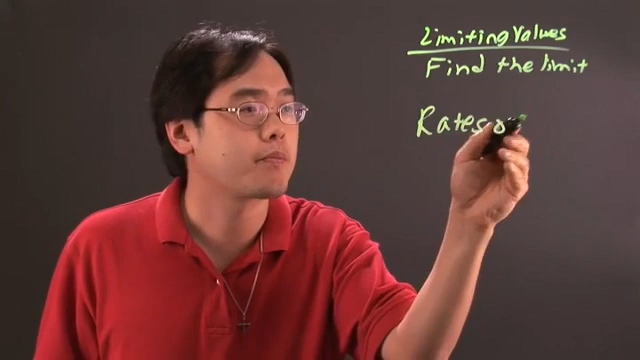 Limiting Values
Find the limit
Rates o